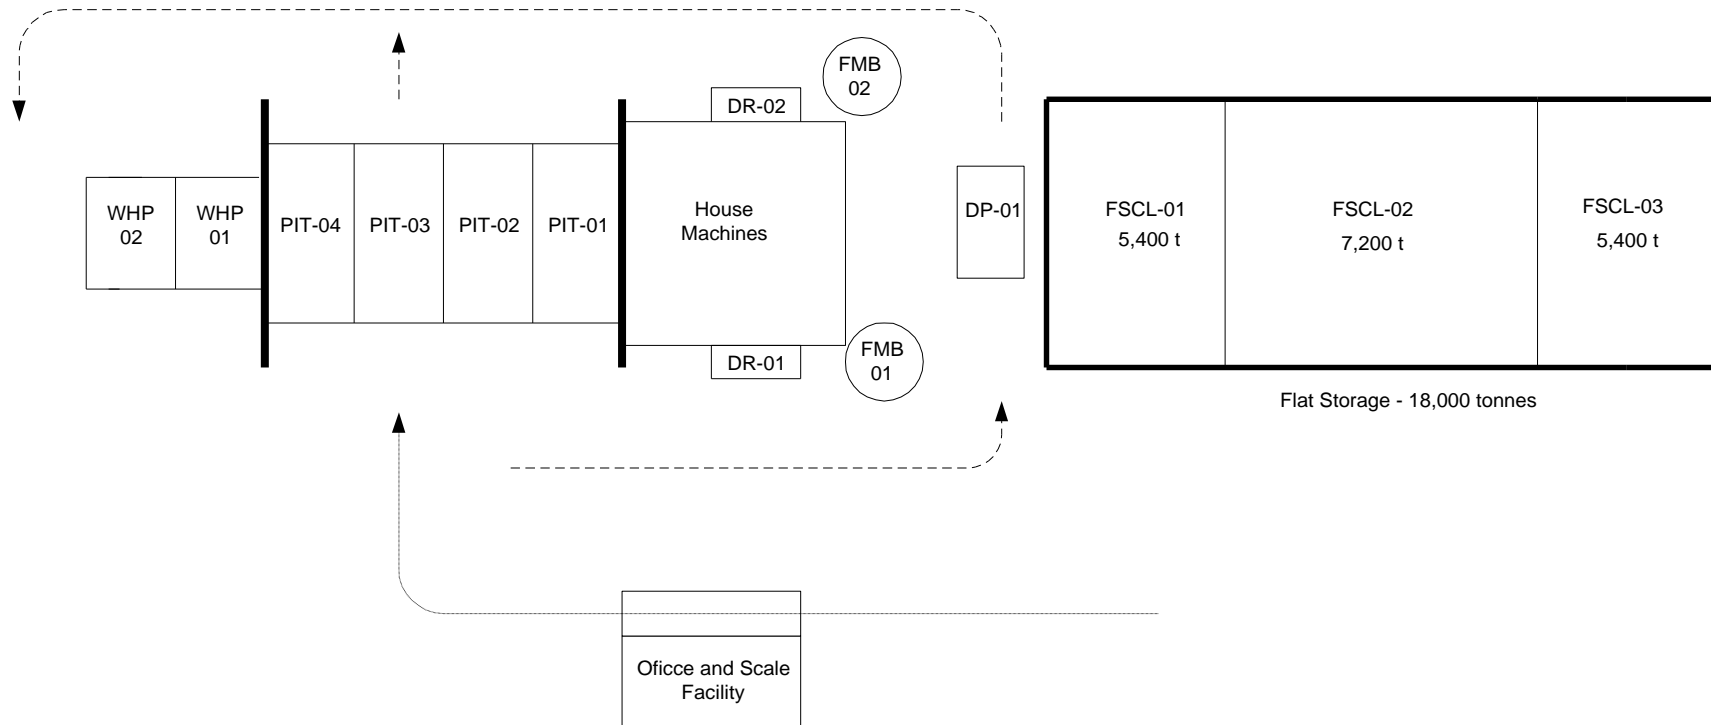 FMB
02
DR-02
WHP
02
WHP
01
PIT-04
PIT-03
PIT-02
PIT-01
House
Machines
DP-01
FSCL-01
5,400 t
FSCL-02
7,200 t
FSCL-03
5,400 t
DR-01
FMB
01
Flat Storage - 18,000 tonnes
Oficce and Scale
Facility